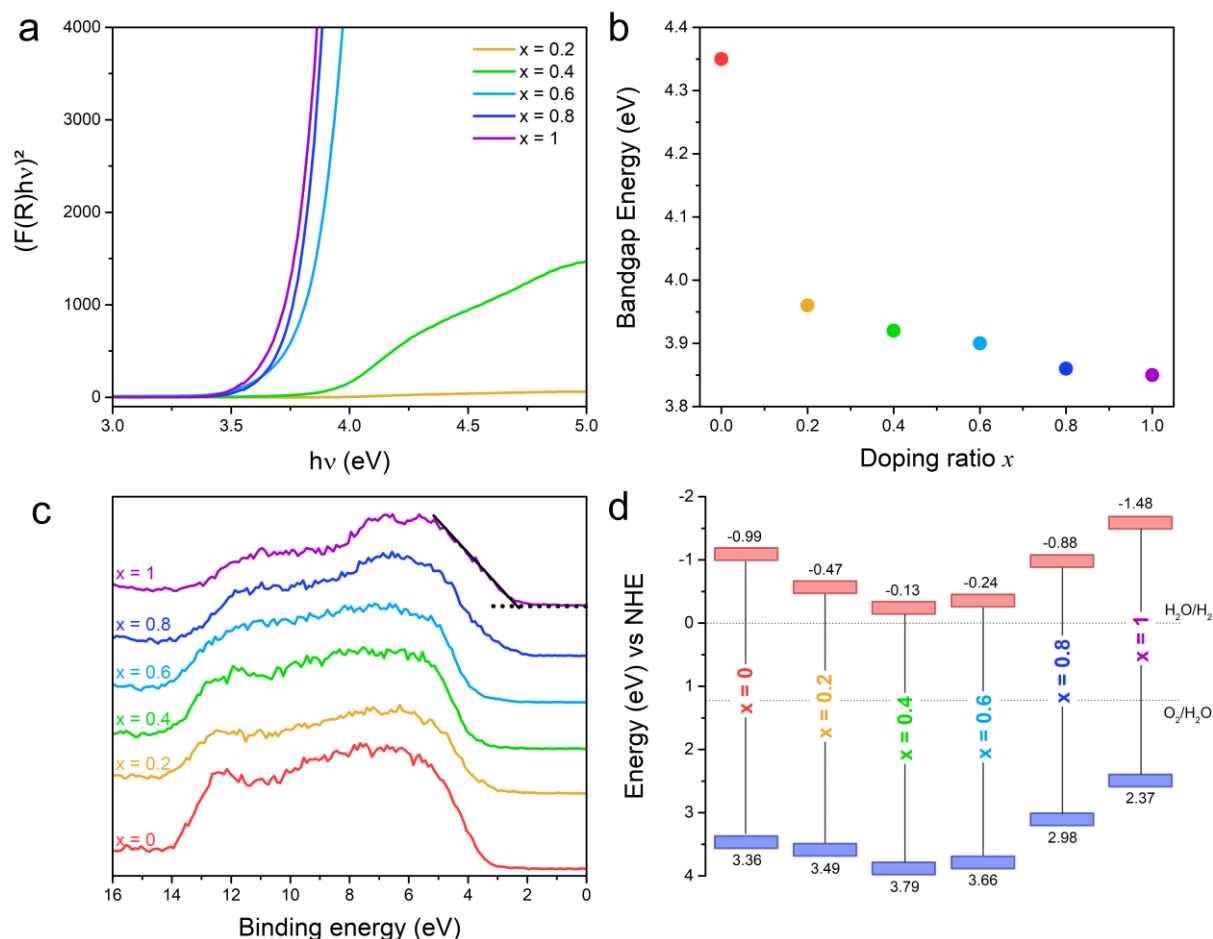 a
4000
3000
2000
1000
0
(F(R)hν)²
3.0
3.5
4.0
4.5
5.0
hν (eV)
x = 0.2
x = 0.4
x = 0.6
x = 0.8
x = 1
b
4.4
4.3
4.2
4.1
4.0
3.9
3.8
Bandgap Energy (eV)
0.0
0.2
0.4
0.6
0.8
1.0
Doping ratio x
c
x = 1
x = 0.8
x = 0.6
x = 0.4
x = 0.2
x = 0
16
14
12
10
8
6
4
2
0
Binding energy (eV)
d
-2
-1
0
1
2
3
4
Energy (eV) vs NHE
-0.99
-0.47
-0.13
-0.24
-0.88
-1.48
H₂O/H₂
O₂/H₂O
x = 0
x = 0.2
x = 0.4
x = 0.6
x = 0.8
x = 1
3.36
3.49
3.79
3.66
2.98
2.37